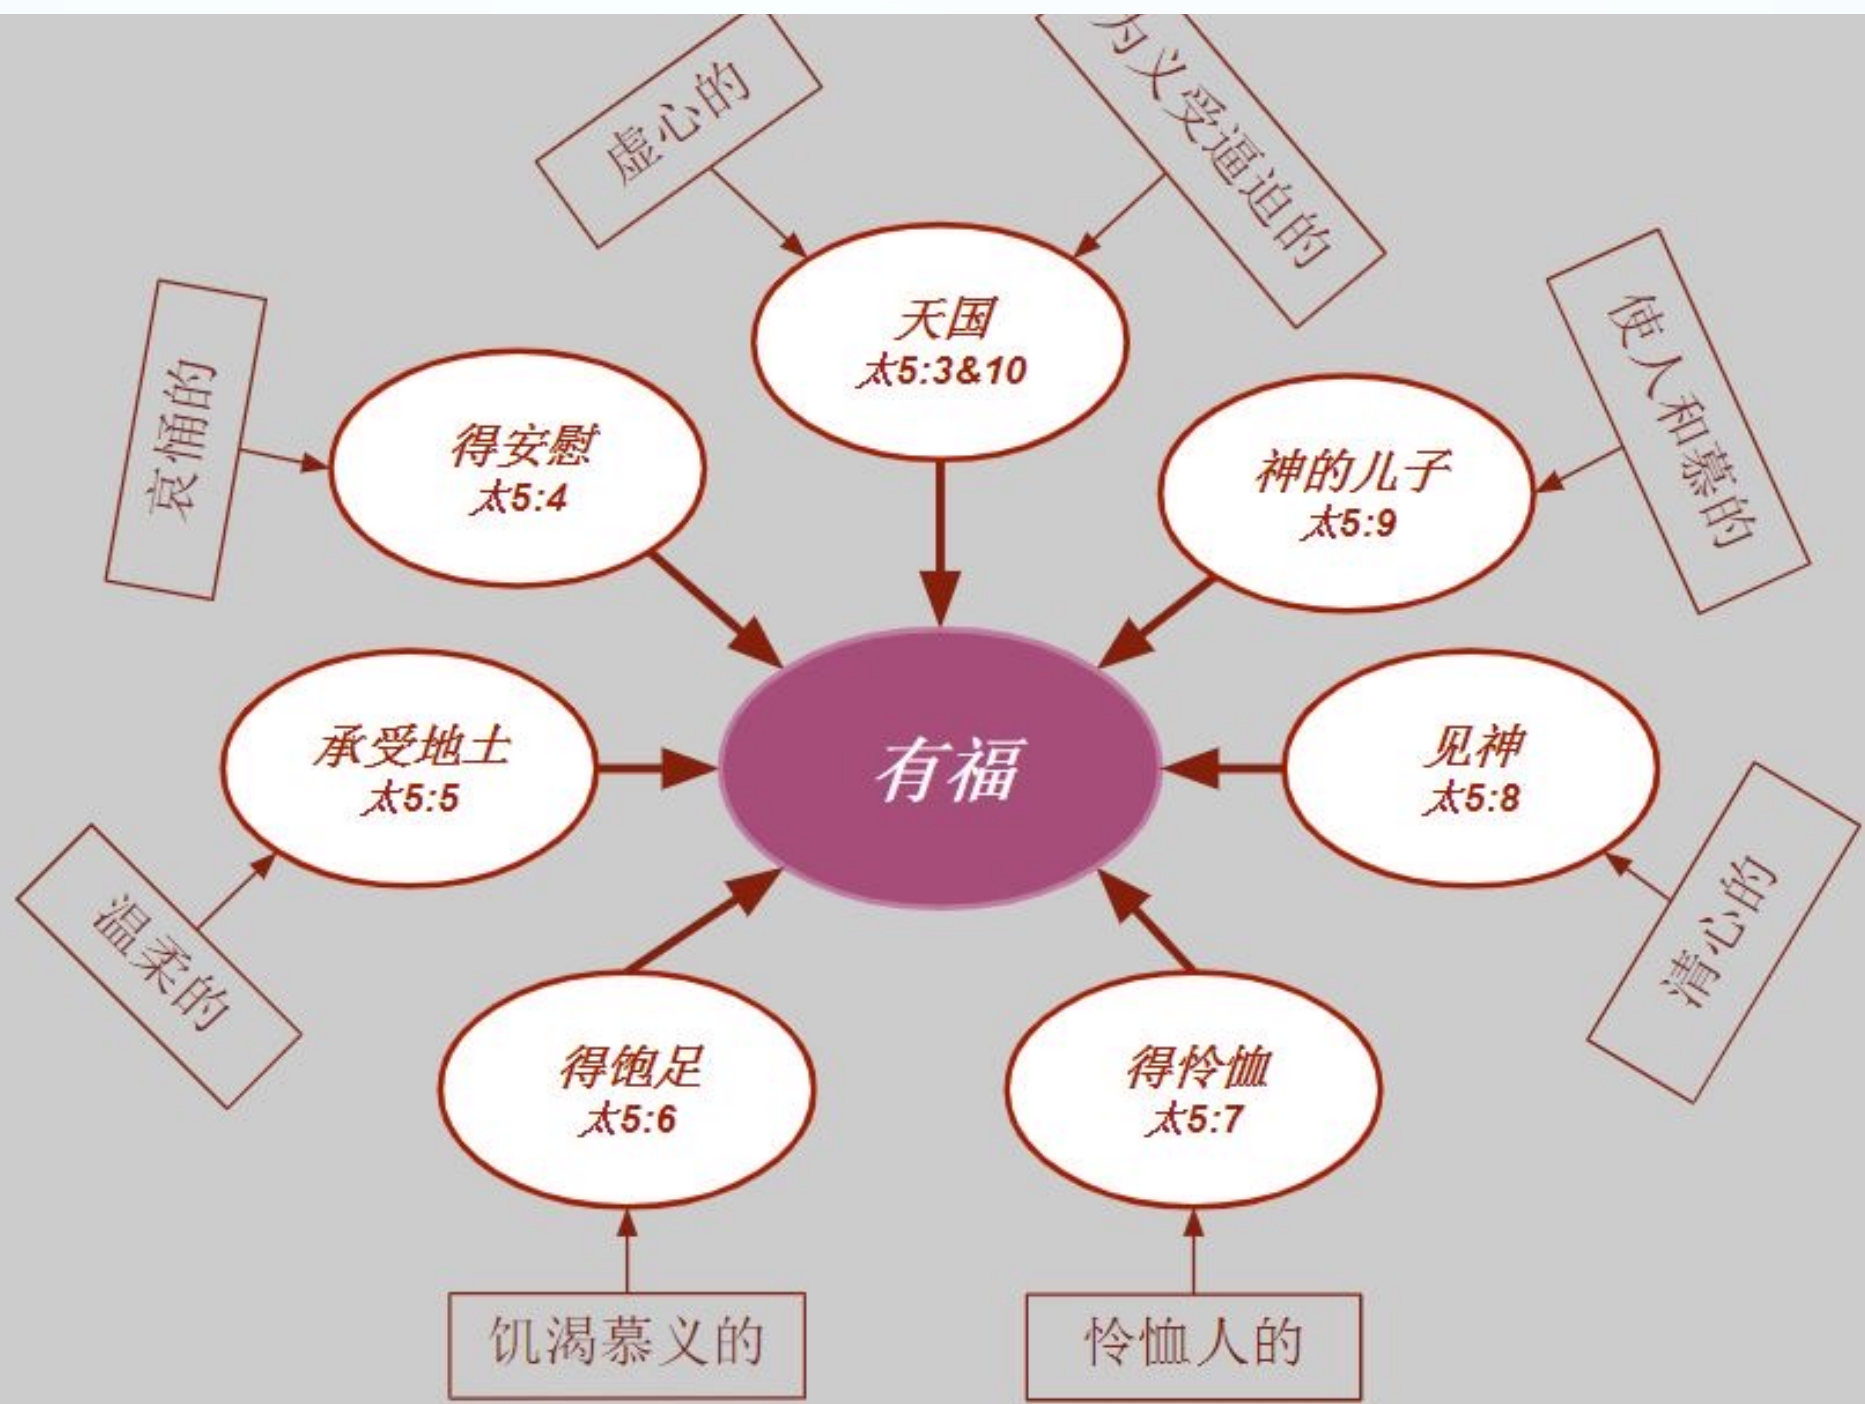 虚心的
为义受逼迫的
天国
太5:3&10
使人和慕的
哀恸的
得安慰
太5:4
神的儿子
太5:9
承受地土
太5:5
有福
见神
太5:8
温柔的
清心的
得饱足
太5:6
得怜恤
太5:7
饥渴慕义的
怜恤人的